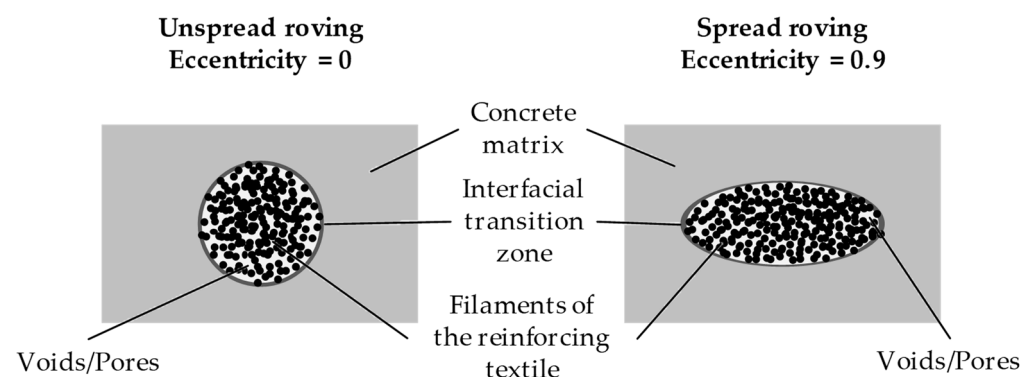 Unspread roving
Eccentricity = 0
Spread roving
Eccentricity = 0.9
Concrete
matrix
Interfacial
transition
zone
Filaments of
the reinforcing
textile
Voids/Pores
Voids/Pores